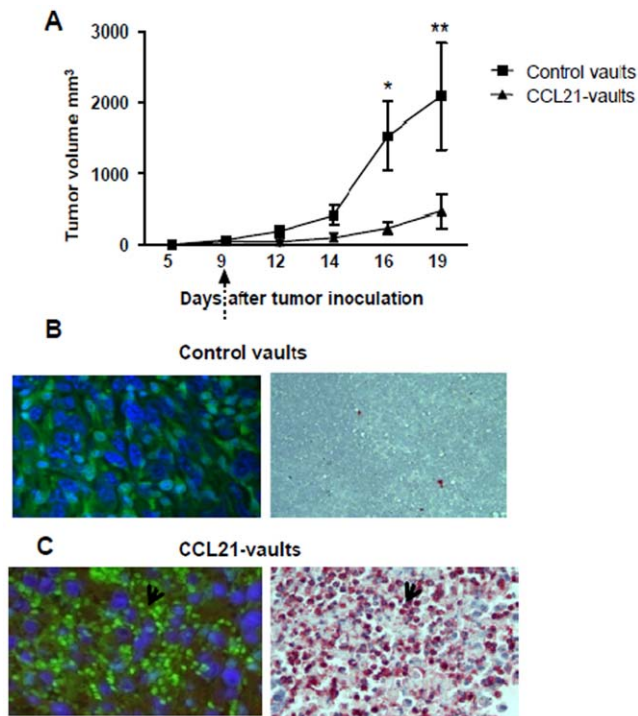 A
3000
2000
1000
0
Tumor volume mm³
*
**
Control vaults
CCL21-vaults
5 9 12 14 16 19
Days after tumor inoculation
B
Control vaults
C
CCL21-vaults